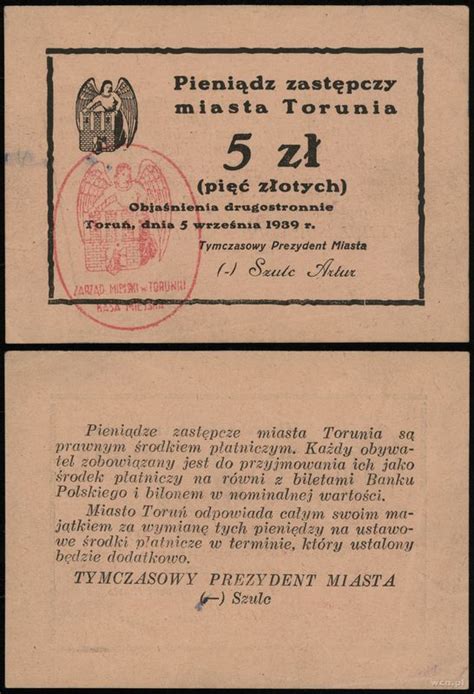 Pieniądz zastępczy
miasta Torunia
5 zł
(pięć złotych)
Objaśnienia drugostronnie
Toruń, dnia 5 września 1939 r.
Tymczasowy Prezydent Miasta
(-) Szulc Artur
ZARZĄD MIEJSKI w TORUNIU
KASA MIEJSKA
Pieniądze zastępcze miasta Torunia są
prawnym środkiem płatniczym. Każdy obywa-
tel zobowiązany jest do przyjmowania ich jako
środek płatniczy na równi z biletami Banku
Polskiego i bilonem w nominalnej wartości.
Miasto Toruń odpowiada całym swoim ma-
jątkiem za wymianę tych pieniędzy na ustawo-
we środki płatnicze w terminie, który ustalony
będzie dodatkowo.
TYMCZASOWY PREZYDENT MIASTA
(—) Szulc
wcn.pl